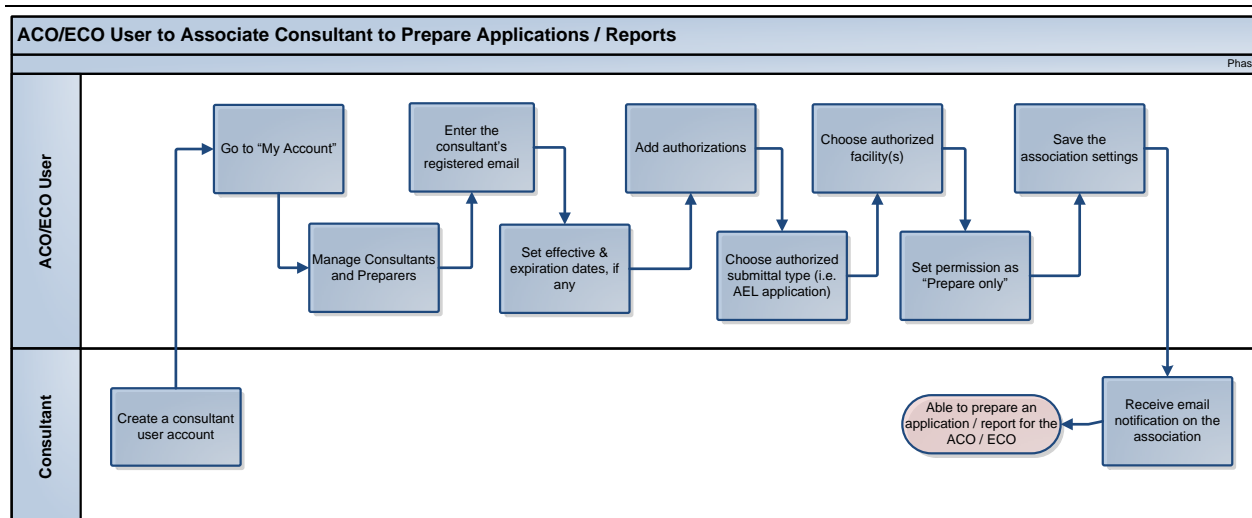 ACO/ECO User to Associate Consultant to Prepare Applications / Reports
Phas
ACO/ECO User
Go to “My Account”
Manage Consultants
and Preparers
Enter the
consultant’s
registered email
Set effective &
expiration dates, if
any
Add authorizations
Choose authorized
submittal type (i.e.
AEL application)
Choose authorized
facility(s)
Set permission as
“Prepare only”
Save the
association settings
Consultant
Create a consultant
user account
Able to prepare an
application / report for the
ACO / ECO
Receive email
notification on the
association